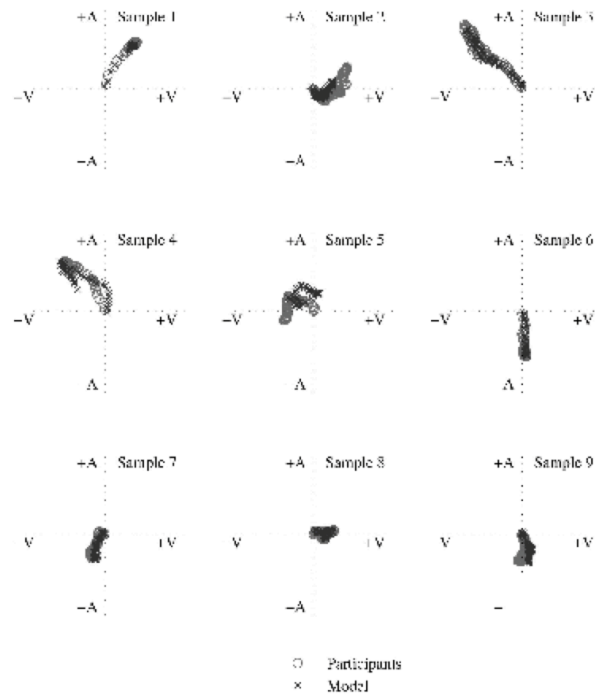 +A Sample 1 +A Sample 2 +A Sample 3
−V +V −V +V −V +V
−A −A −A
+A Sample 4 +A Sample 5 +A Sample 6
−V +V −V +V −V +V
A −A −A
+A Sample 7 +A Sample 8 +A Sample 9
−V +V −V +V −V +V
−A −A −
○ Participants
× Model